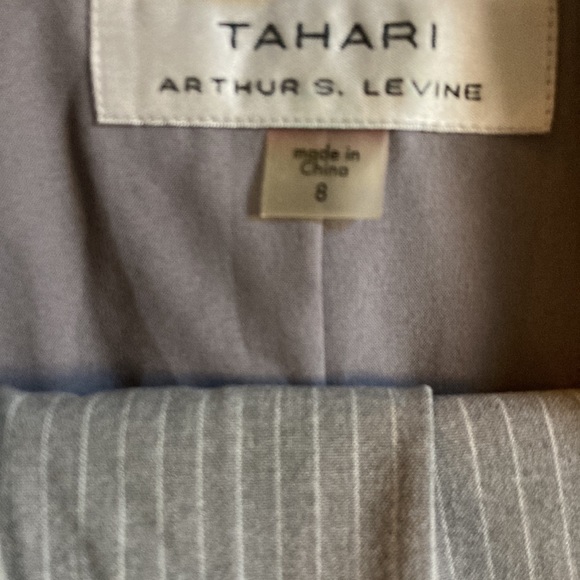 TAHARI
ARTHUR S. LEVINE
made in
China
8